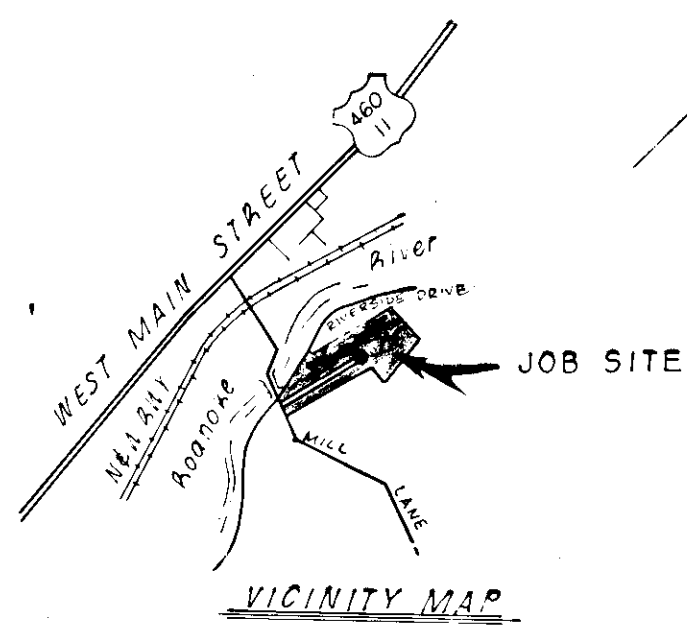 460
11
WEST MAIN STREET
River
RIVERSIDE DRIVE
JOB SITE
N&W RWY
Roanoke
MILL
LANE
VICINITY MAP